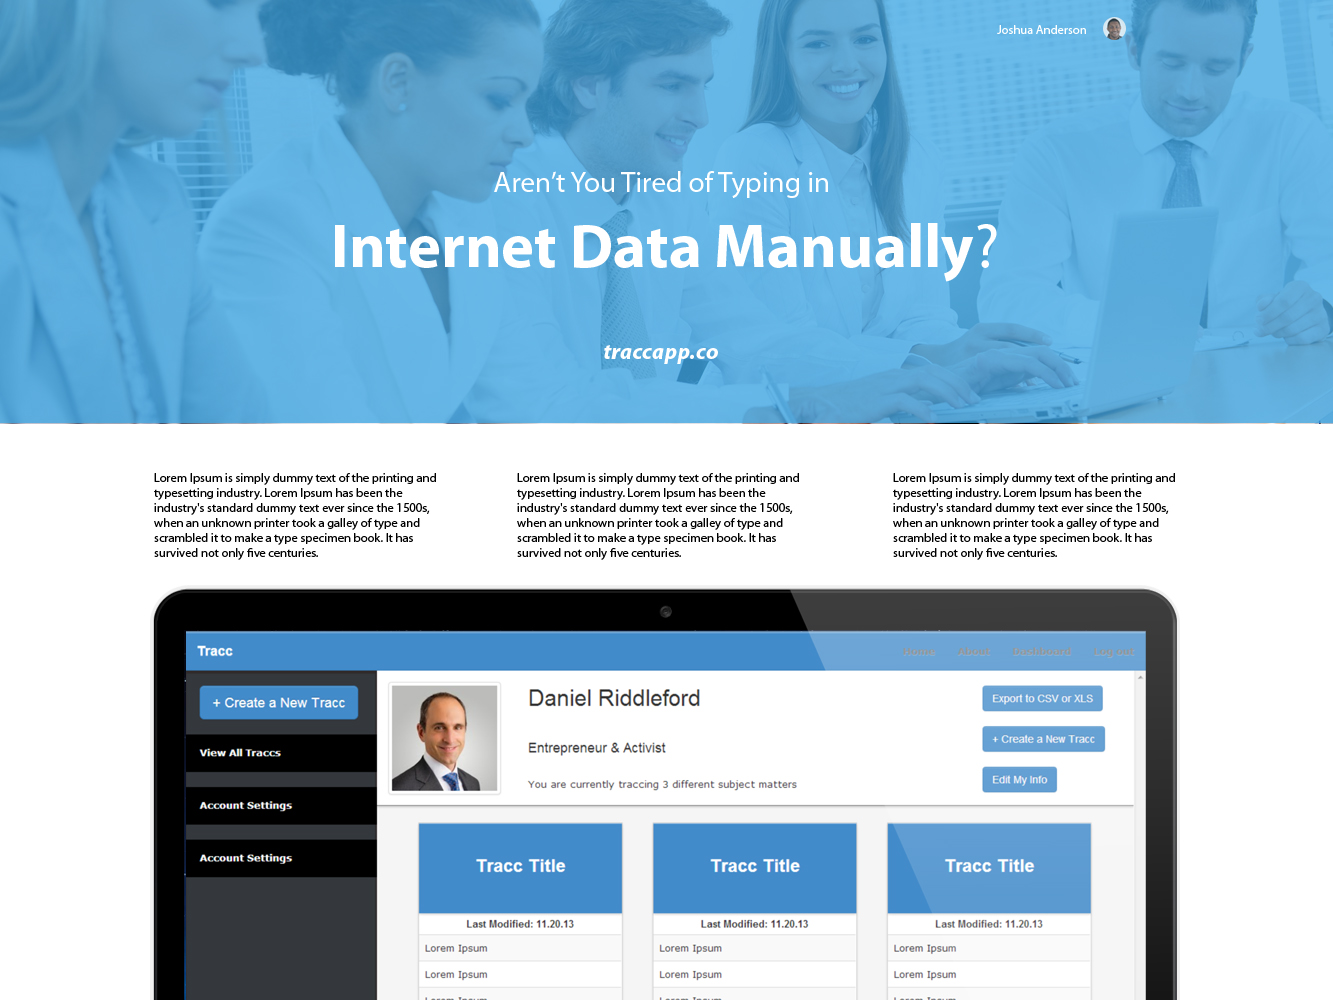 Joshua Anderson
Aren't You Tired of Typing in
Internet Data Manually?
traccapp.co
Lorem Ipsum is simply dummy text of the printing and
typesetting industry. Lorem Ipsum has been the
industry's standard dummy text ever since the 1500s,
when an unknown printer took a galley of type and
scrambled it to make a type specimen book. It has
survived not only five centuries.
Lorem Ipsum is simply dummy text of the printing and
typesetting industry. Lorem Ipsum has been the
industry's standard dummy text ever since the 1500s,
when an unknown printer took a galley of type and
scrambled it to make a type specimen book. It has
survived not only five centuries.
Lorem Ipsum is simply dummy text of the printing and
typesetting industry. Lorem Ipsum has been the
industry's standard dummy text ever since the 1500s,
when an unknown printer took a galley of type and
scrambled it to make a type specimen book. It has
survived not only five centuries.
Tracc Home About Dashboard Log out
+ Create a New Tracc
View All Traccs
Account Settings
Account Settings
Daniel Riddleford
Entrepreneur & Activist
You are currently traccing 3 different subject matters
Export to CSV or XLS
+ Create a New Tracc
Edit My Info
Tracc Title
Last Modified: 11.20.13
Lorem Ipsum
Lorem Ipsum
Tracc Title
Last Modified: 11.20.13
Lorem Ipsum
Lorem Ipsum
Tracc Title
Last Modified: 11.20.13
Lorem Ipsum
Lorem Ipsum